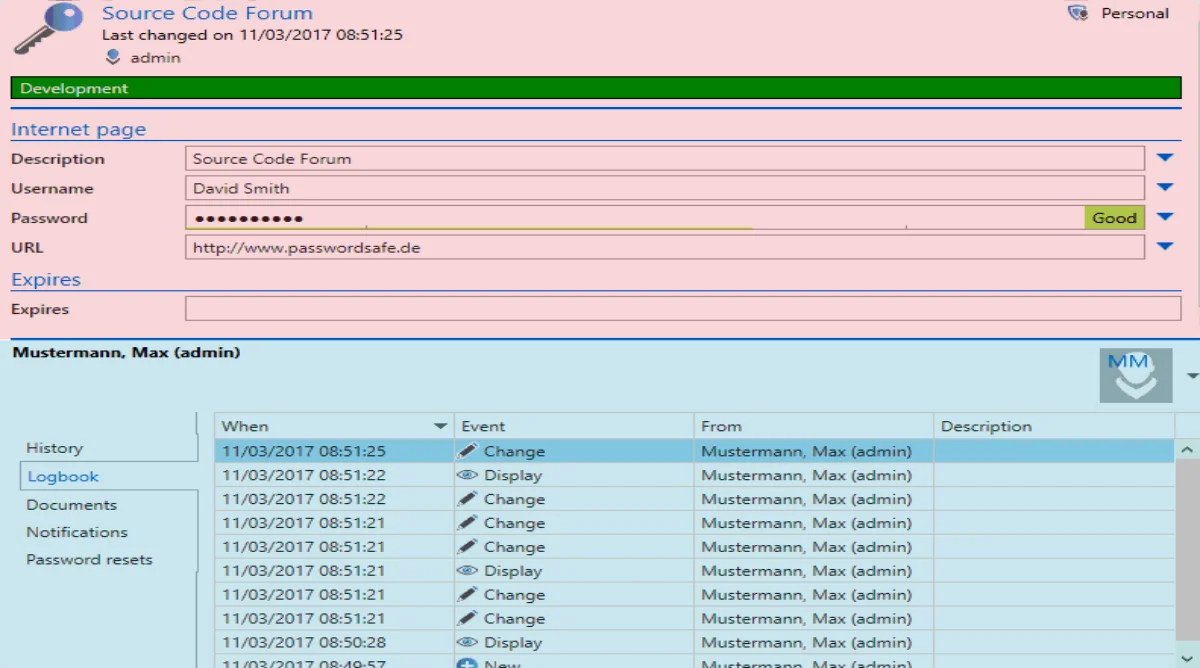 Source Code Forum
Personal
Last changed on 11/03/2017 08:51:25
admin
Development
Internet page
Description Source Code Forum
Username David Smith
Password •••••••••• Good
URL http://www.passwordsafe.de
Expires
Expires
Mustermann, Max (admin)
MM
When Event From Description
History
Logbook
Documents
Notifications
Password resets
11/03/2017 08:51:25 Change Mustermann, Max (admin)
11/03/2017 08:51:22 Display Mustermann, Max (admin)
11/03/2017 08:51:22 Change Mustermann, Max (admin)
11/03/2017 08:51:21 Change Mustermann, Max (admin)
11/03/2017 08:51:21 Change Mustermann, Max (admin)
11/03/2017 08:51:21 Display Mustermann, Max (admin)
11/03/2017 08:51:21 Change Mustermann, Max (admin)
11/03/2017 08:51:21 Change Mustermann, Max (admin)
11/03/2017 08:50:28 Display Mustermann, Max (admin)
11/03/2017 08:49:57 New Mustermann, Max (admin)